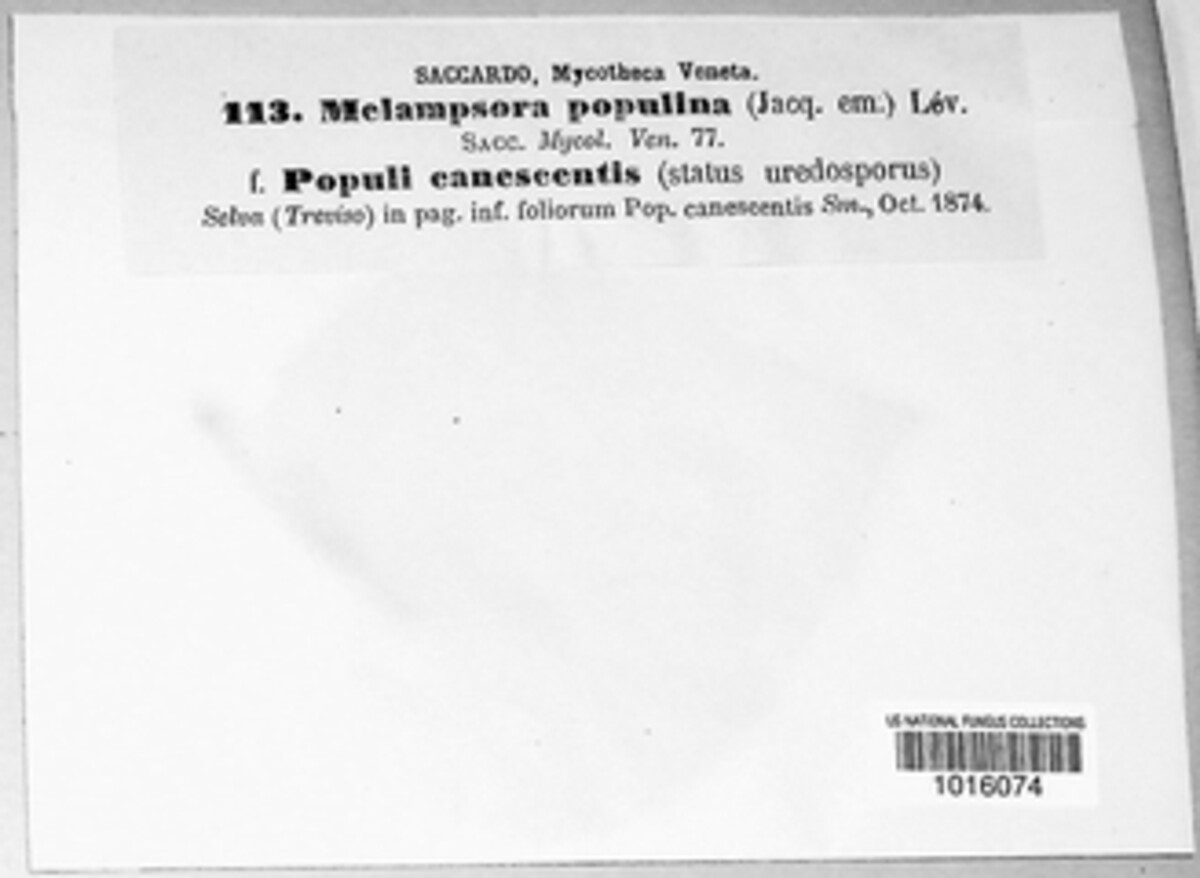 SACCARDO, Mycotheca Veneta.
113. Melampsora populina (Jacq. em.) Lév.
SACC. Mycol. Ven. 77.
f. Populi canescentis (status uredosporus)
Selva (Treviso) in pag. inf. foliorum Pop. canescentis Sm., Oct. 1874.
US NATIONAL FUNGUS COLLECTIONS
1016074